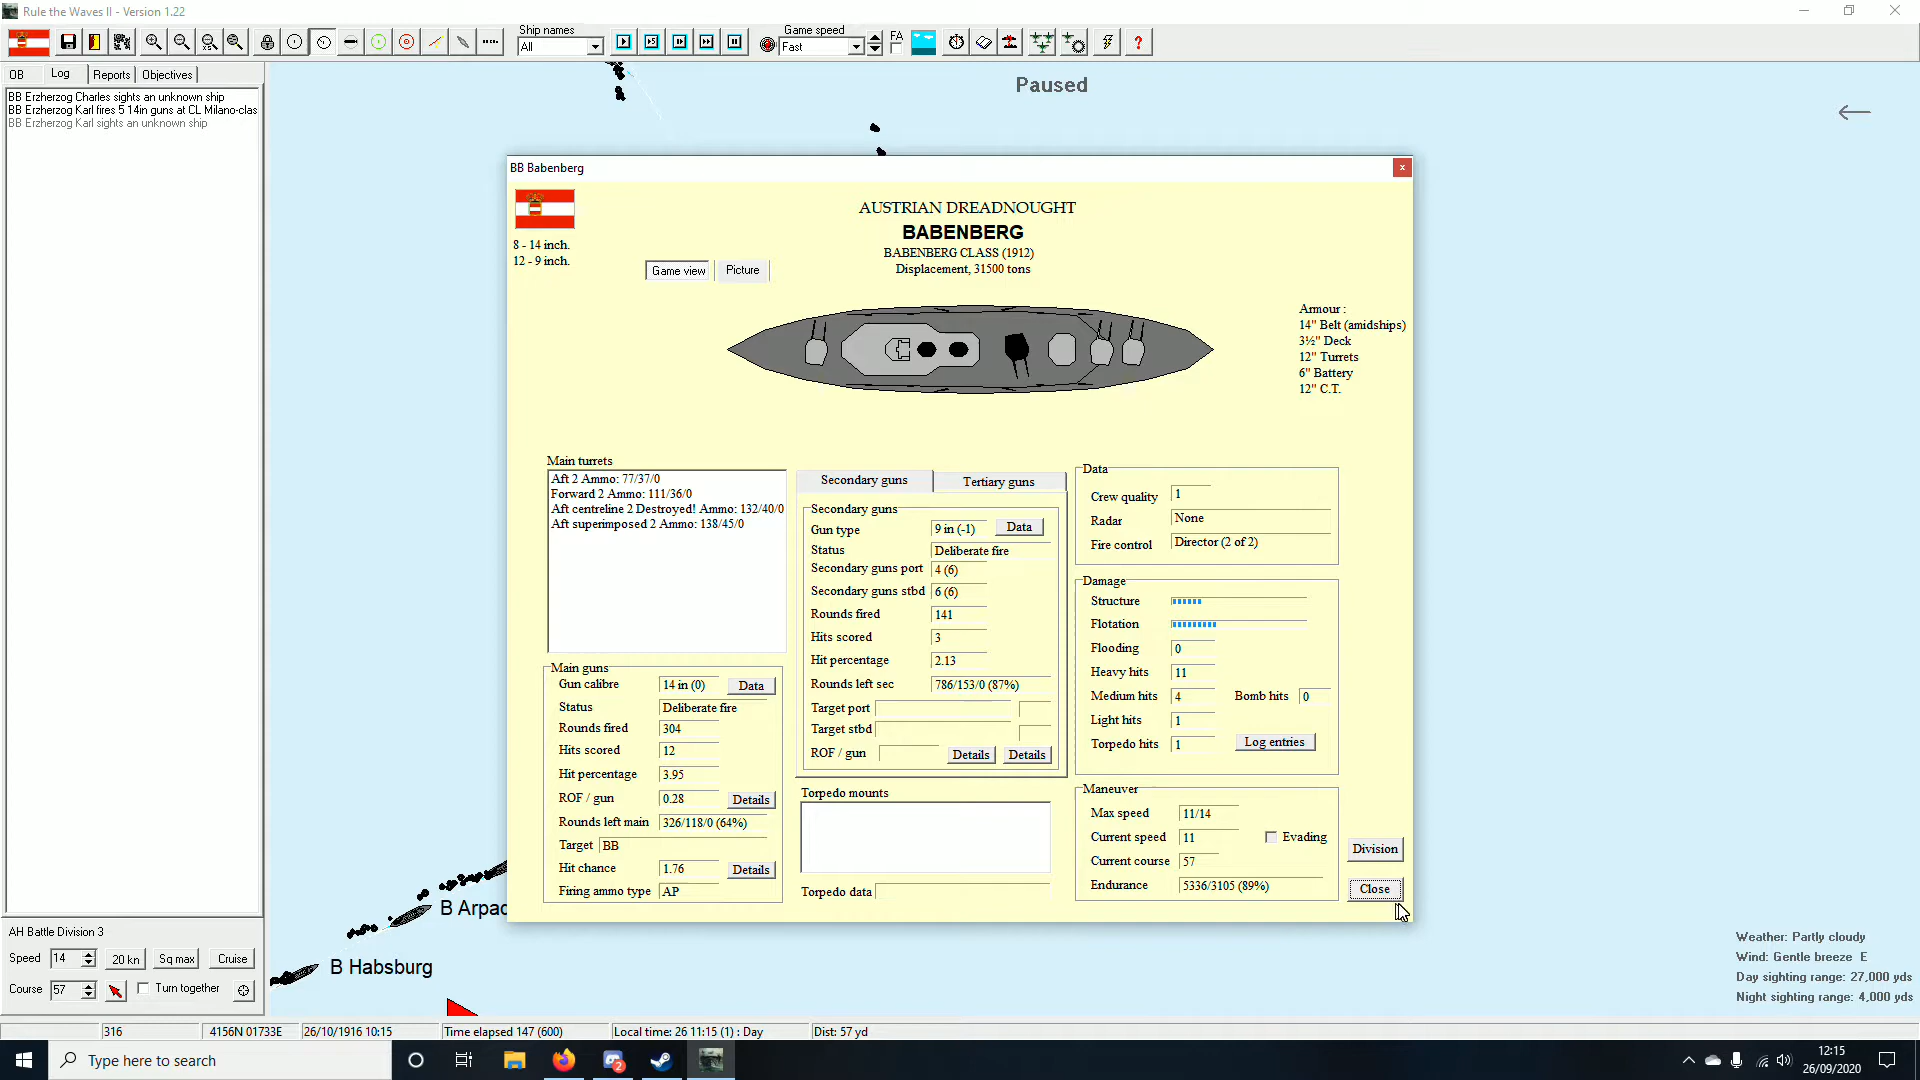 Rule the Waves II - Version 1.22
Ship names
All
Game speed
Fast
FA
OB
Log
Reports
Objectives
BB Erzherzog Charles sights an unknown ship
BB Erzherzog Karl fires 5 14in guns at CL Milano-clas
BB Erzherzog Karl sights an unknown ship
Paused
BB Babenberg
AUSTRIAN DREADNOUGHT
BABENBERG
BABENBERG CLASS (1912)
Displacement, 31500 tons
8 - 14 inch.
12 - 9 inch.
Game view
Picture
Armour :
14" Belt (amidships)
3½" Deck
12" Turrets
6" Battery
12" C.T.
Main turrets
Aft 2 Ammo: 77/37/0
Forward 2 Ammo: 111/36/0
Aft centreline 2 Destroyed! Ammo: 132/40/0
Aft superimposed 2 Ammo: 138/45/0
Main guns
Gun calibre 14 in (0) Data
Status Deliberate fire
Rounds fired 304
Hits scored 12
Hit percentage 3.95
ROF / gun 0.28 Details
Rounds left main 326/118/0 (64%)
Target BB
Hit chance 1.76 Details
Firing ammo type AP
Secondary guns
Tertiary guns
Secondary guns
Gun type 9 in (-1) Data
Status Deliberate fire
Secondary guns port 4 (6)
Secondary guns stbd 6 (6)
Rounds fired 141
Hits scored 3
Hit percentage 2.13
Rounds left sec 786/153/0 (87%)
Target port
Target stbd
ROF / gun Details Details
Torpedo mounts
Torpedo data
Data
Crew quality 1
Radar None
Fire control Director (2 of 2)
Damage
Structure
Flotation
Flooding 0
Heavy hits 11
Medium hits 4 Bomb hits 0
Light hits 1
Torpedo hits 1 Log entries
Maneuver
Max speed 11/14
Current speed 11 Evading
Current course 57
Endurance 5336/3105 (89%)
Division
Close
B Arpad
B Habsburg
AH Battle Division 3
Speed 14 20 kn Sq max Cruise
Course 57 Turn together
Weather: Partly cloudy
Wind: Gentle breeze E
Day sighting range: 27,000 yds
Night sighting range: 4,000 yds
316
4156N 01733E
26/10/1916 10:15
Time elapsed 147 (600)
Local time: 26 11:15 (1) : Day
Dist: 57 yd
Type here to search
2
12:15
26/09/2020